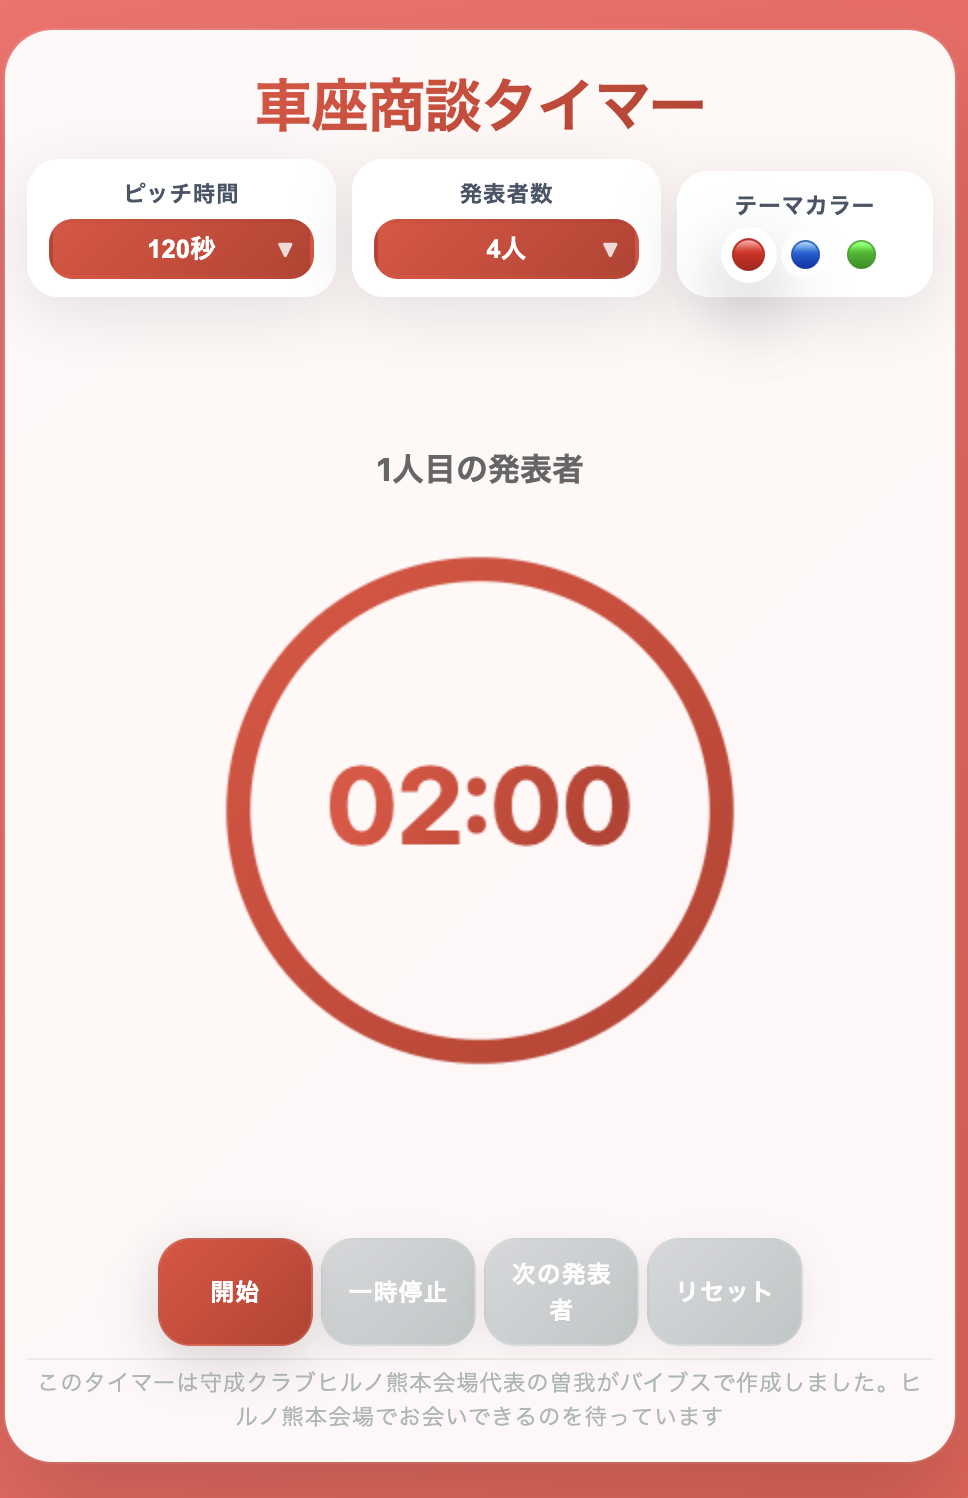 車座商談タイマー
ピッチ時間
120秒 ▼
発表者数
4人 ▼
テーマカラー
1人目の発表者
02:00
開始
一時停止
次の発表
者
リセット
このタイマーは守成クラブヒルノ熊本会場代表の曽我がバイブスで作成しました。ヒ
ルノ熊本会場でお会いできるのを待っています